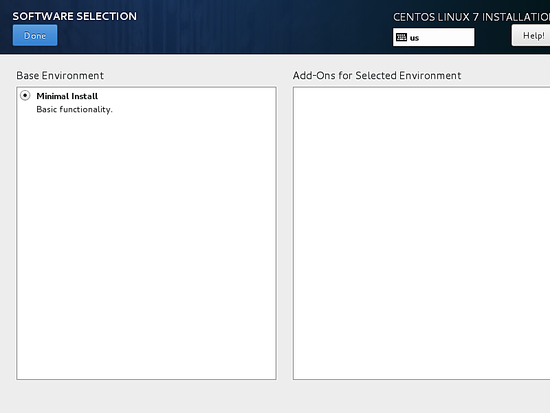 SOFTWARE SELECTION
CENTOS LINUX 7 INSTALLATIO
Done
us
Help!
Base Environment
Add-Ons for Selected Environment
Minimal Install
Basic functionality.